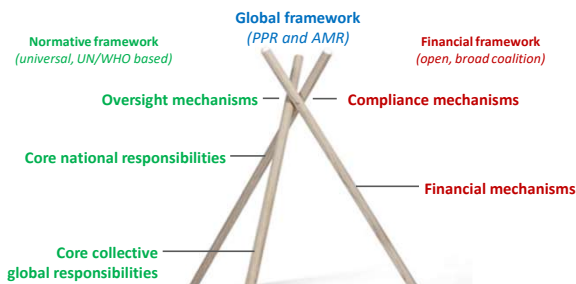 Global framework
(PPR and AMR)
Normative framework
(universal, UN/WHO based)
Financial framework
(open, broad coalition)
Oversight mechanisms
Compliance mechanisms
Core national responsibilities
Financial mechanisms
Core collective
global responsibilities